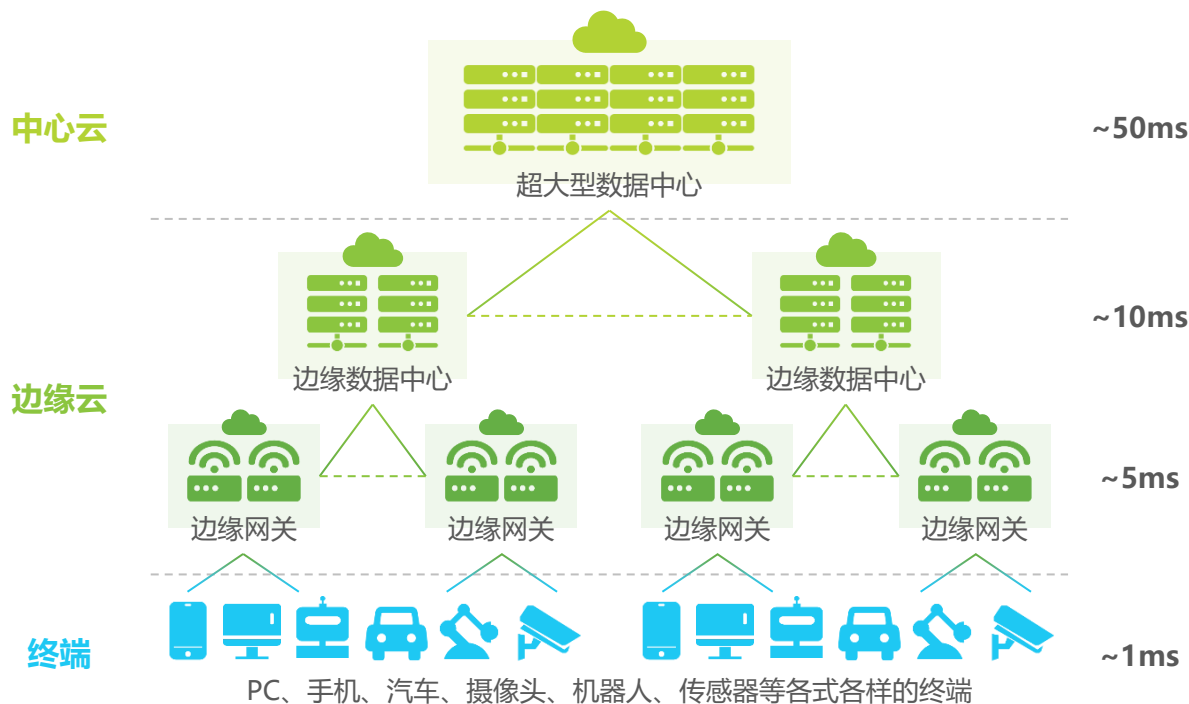 中心云
~50ms
超大型数据中心
~10ms
边缘数据中心
边缘数据中心
边缘云
~5ms
边缘网关
边缘网关
边缘网关
边缘网关
终端
~1ms
PC、手机、汽车、摄像头、机器人、传感器等各式各样的终端